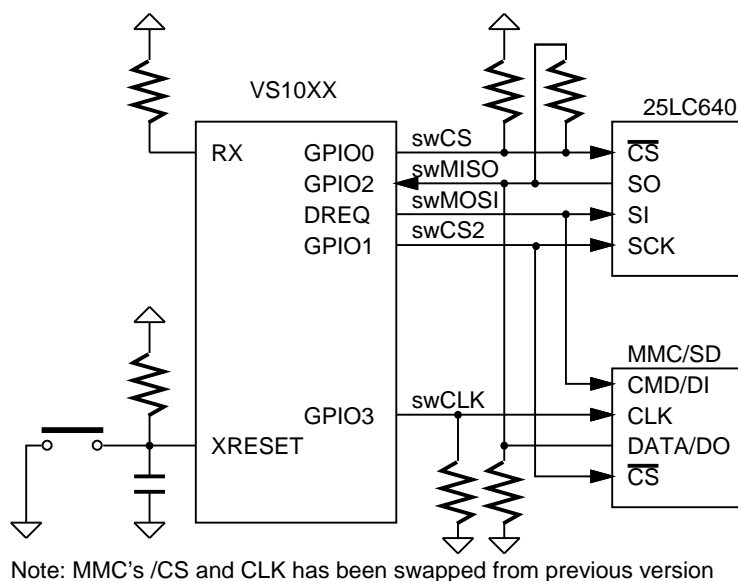 VS10XX
25LC640
RX
GPIO0
swCS
CS
GPIO2
swMISO
SO
DREQ
swMOSI
SI
GPIO1
swCS2
SCK
MMC/SD
CMD/DI
GPIO3
swCLK
CLK
XRESET
DATA/DO
CS
Note: MMC's /CS and CLK has been swapped from previous version